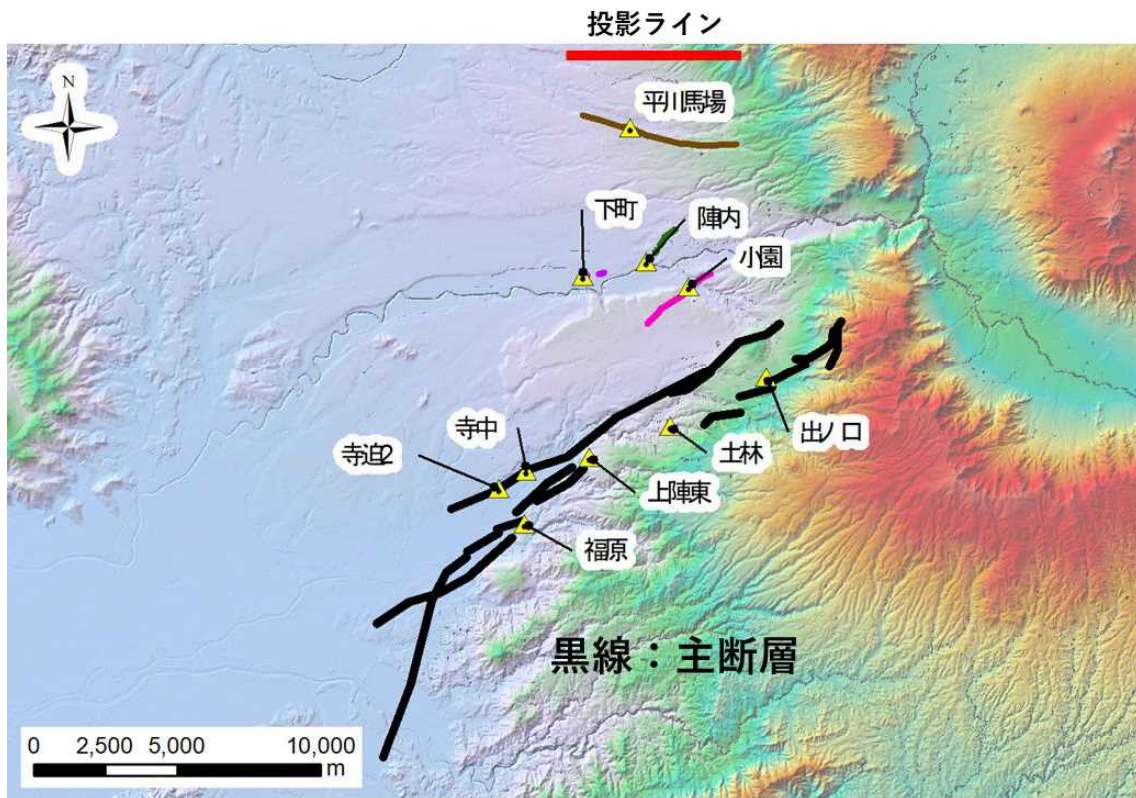 投影ライン
N
平川馬場
下町
陣内
小園
寺中
寺迫2
出ノ口
土林
上陣東
福原
黒線：主断層
0 2,500 5,000 10,000
m